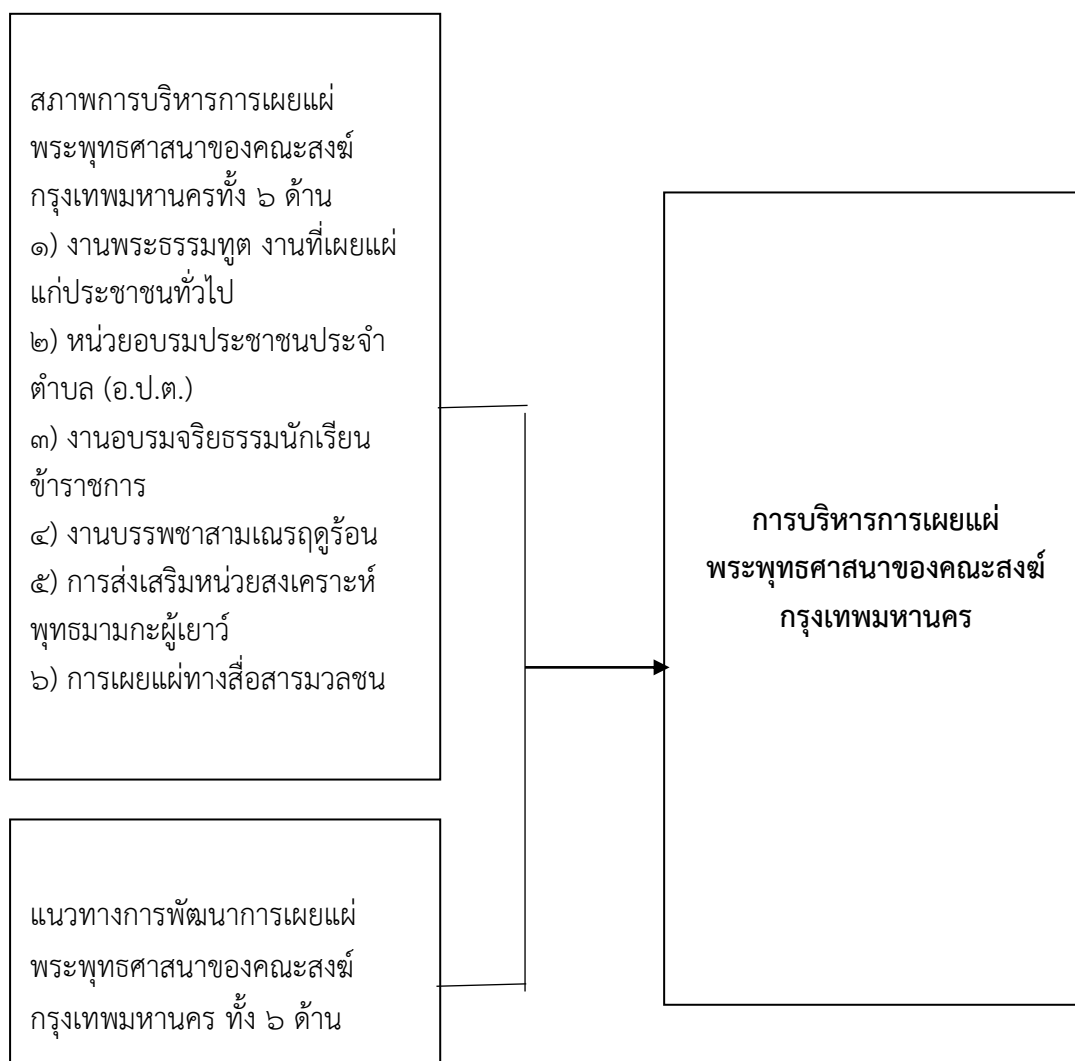 สภาพการบริหารการเผยแผ่
พระพุทธศาสนาของคณะสงฆ์
กรุงเทพมหานครทั้ง ๖ ด้าน
๑) งานพระธรรมทูต งานที่เผยแผ่
แก่ประชาชนทั่วไป
๒) หน่วยอบรมประชาชนประจำ
ตำบล (อ.ป.ต.)
๓) งานอบรมจริยธรรมนักเรียน
ข้าราชการ
๔) งานบรรพชาสามเณรฤดูร้อน
๕) การส่งเสริมหน่วยสงเคราะห์
พุทธมามกะผู้เยาว์
๖) การเผยแผ่ทางสื่อสารมวลชน
แนวทางการพัฒนาการเผยแผ่
พระพุทธศาสนาของคณะสงฆ์
กรุงเทพมหานคร ทั้ง ๖ ด้าน
การบริหารการเผยแผ่
พระพุทธศาสนาของคณะสงฆ์
กรุงเทพมหานคร